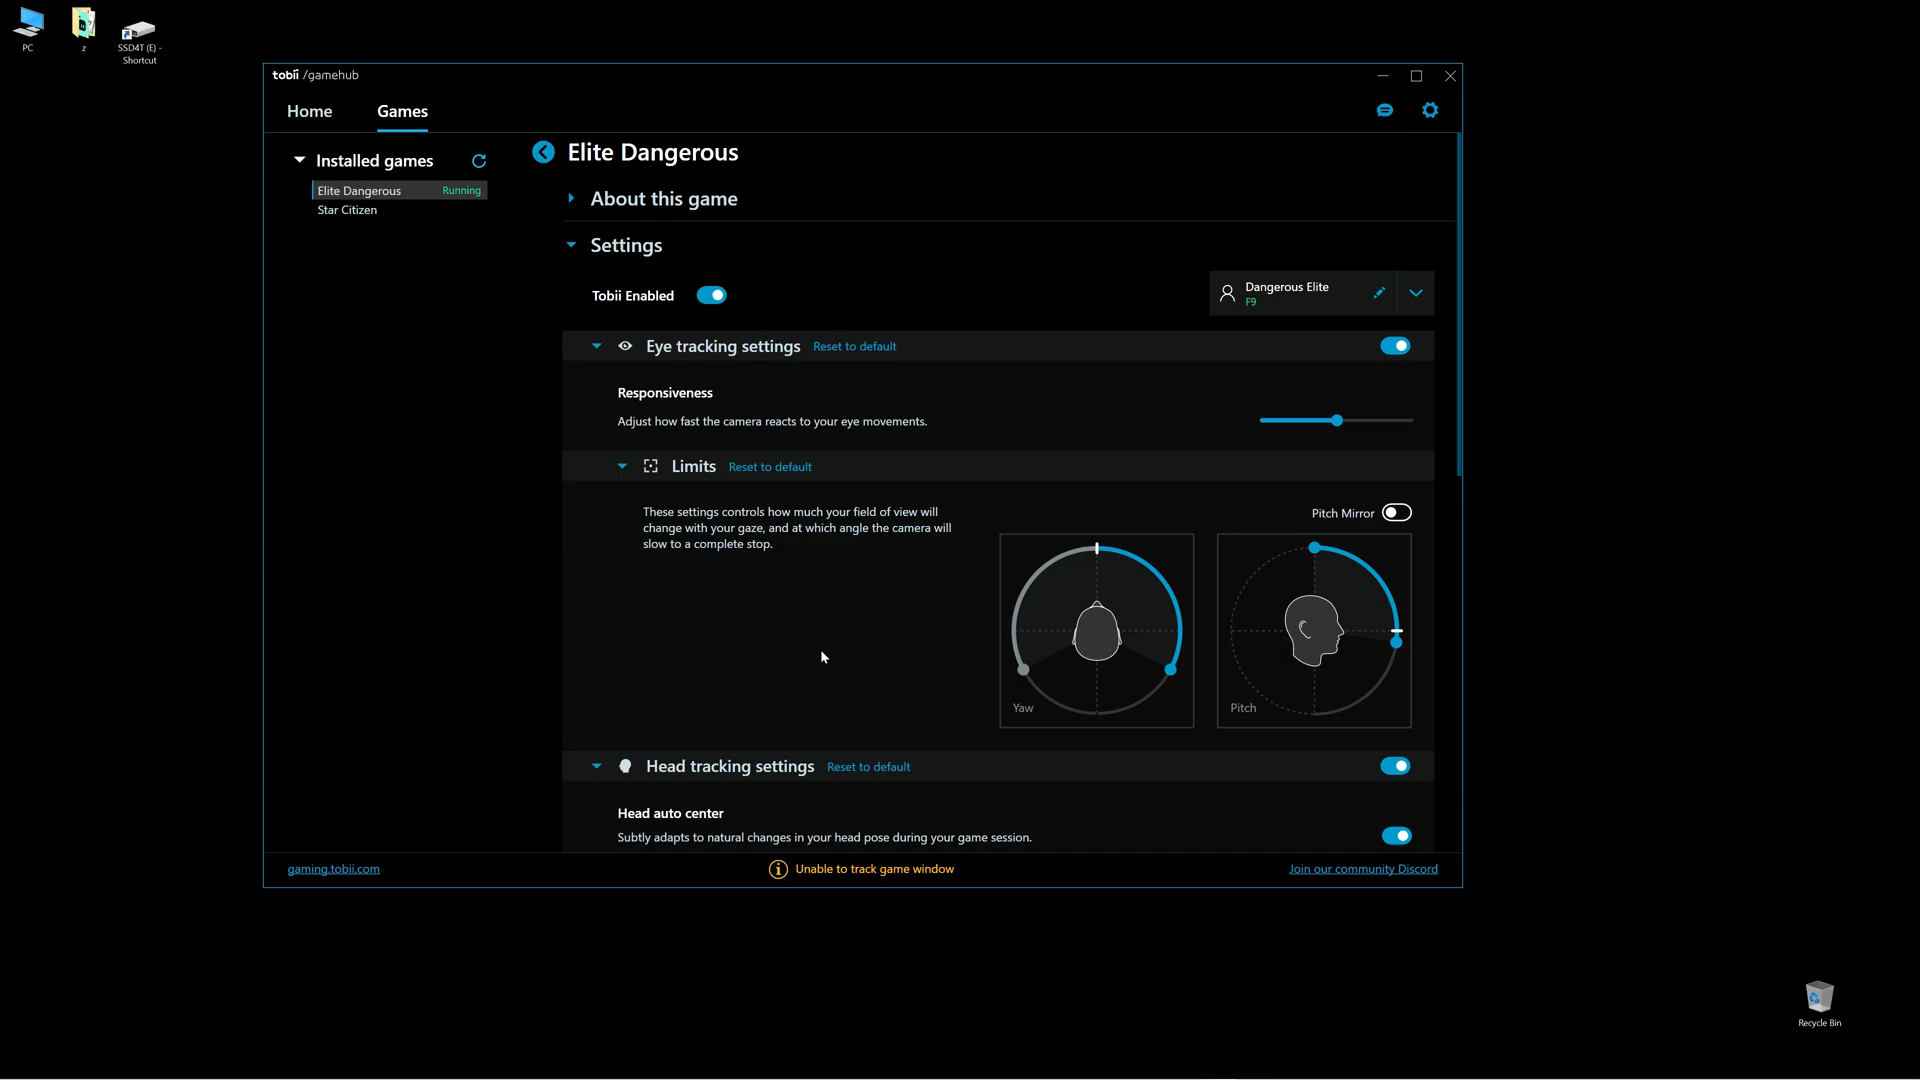 PC
z
SSD4T (E) -
Shortcut
tobii /gamehub
Home
Games
Installed games
Elite Dangerous
Running
Star Citizen
Elite Dangerous
About this game
Settings
Tobii Enabled
Dangerous Elite
F9
Eye tracking settings
Reset to default
Responsiveness
Adjust how fast the camera reacts to your eye movements.
Limits
Reset to default
These settings controls how much your field of view will
change with your gaze, and at which angle the camera will
slow to a complete stop.
Pitch Mirror
Yaw
Pitch
Head tracking settings
Reset to default
Head auto center
Subtly adapts to natural changes in your head pose during your game session.
gaming.tobii.com
Unable to track game window
Join our community Discord
Recycle Bin